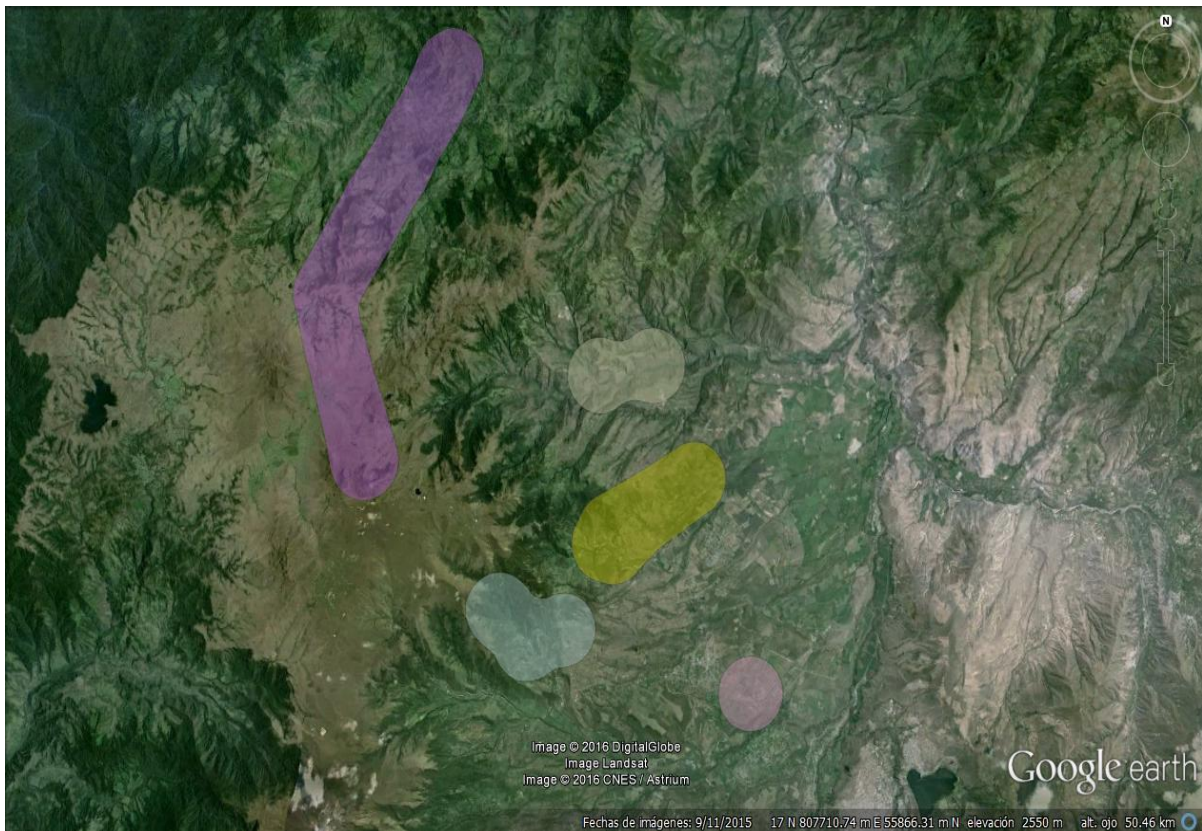 N
Image © 2016 DigitalGlobe
Image Landsat
Image © 2016 CNES / Astrium
Google earth
Fechas de imágenes: 9/11/2015 17 N 807710.74 m E 55866.31 m N elevación 2550 m alt. ojo 50.46 km